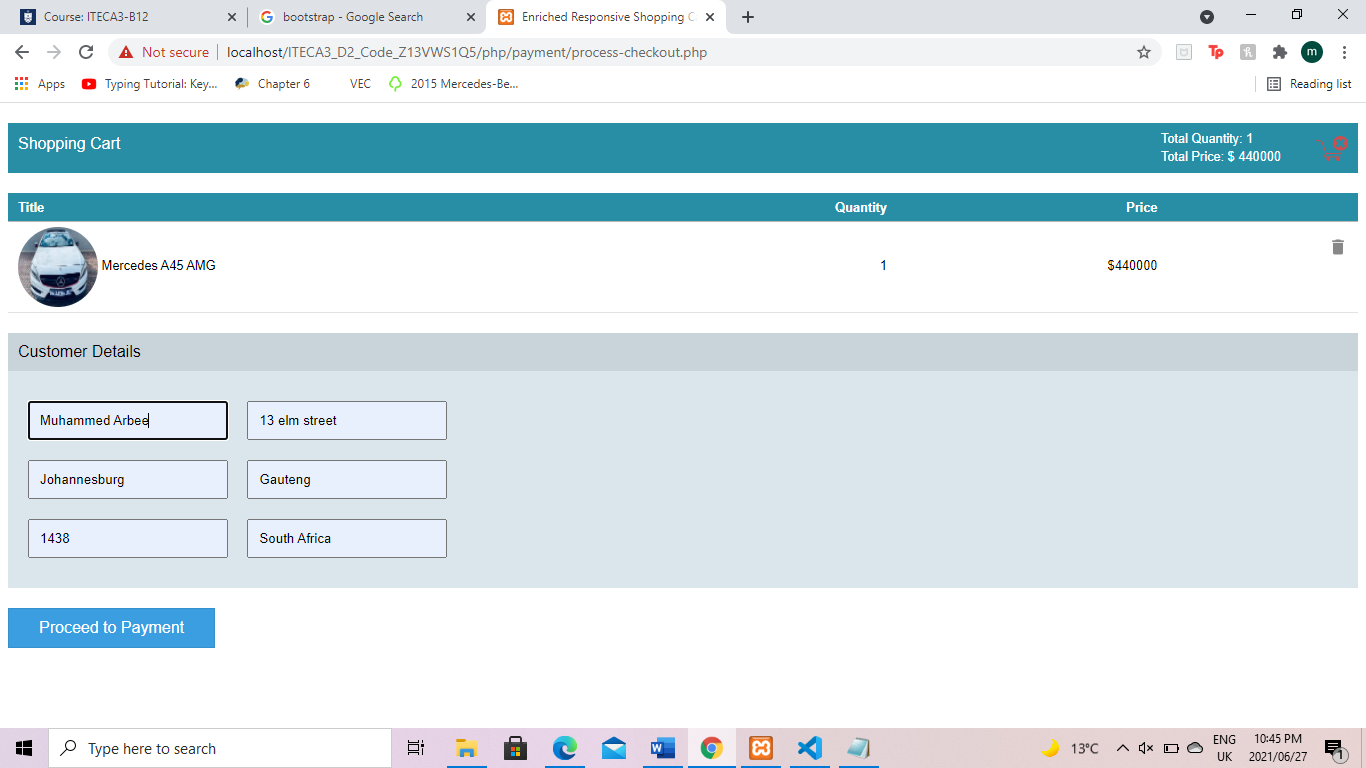 Course: ITECA3-B12
bootstrap - Google Search
Enriched Responsive Shopping C
Not secure
localhost/ITECA3_D2_Code_Z13VWS1Q5/php/payment/process-checkout.php
m
Apps
Typing Tutorial: Key...
Chapter 6
VEC
2015 Mercedes-Be...
Reading list
Shopping Cart
Total Quantity: 1
Total Price: $ 440000
Title Quantity Price
Mercedes A45 AMG 1 $440000
Customer Details
Muhammed Arbee 13 elm street
Johannesburg Gauteng
1438 South Africa
Proceed to Payment
Type here to search
13°C
ENG
UK
10:45 PM
2021/06/27
1